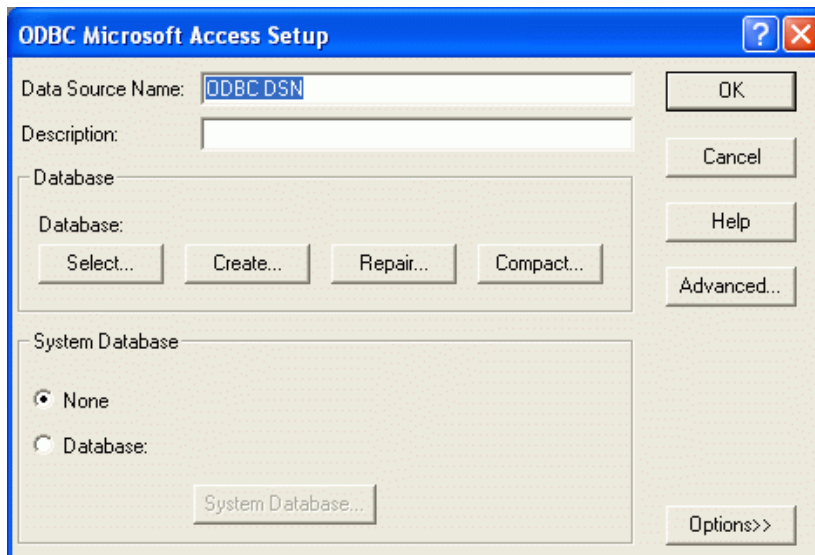 ODBC Microsoft Access Setup
Data Source Name: ODBC DSN
OK
Description:
Cancel
Database
Database:
Select... Create... Repair... Compact...
Help
Advanced...
System Database
None
Database:
System Database...
Options>>